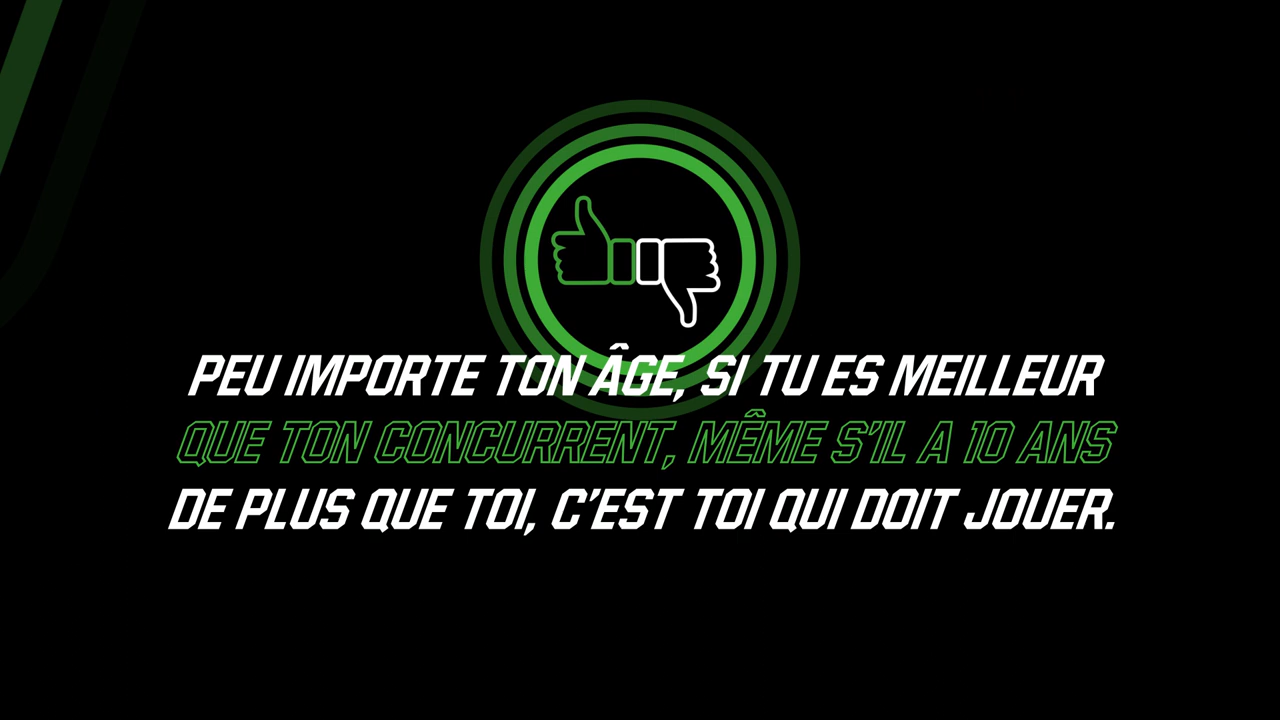 PEU IMPORTE TON ÂGE, SI TU ES MEILLEUR
QUE TON CONCURRENT, MÊME S'IL A 10 ANS
DE PLUS QUE TOI, C'EST TOI QUI DOIT JOUER.